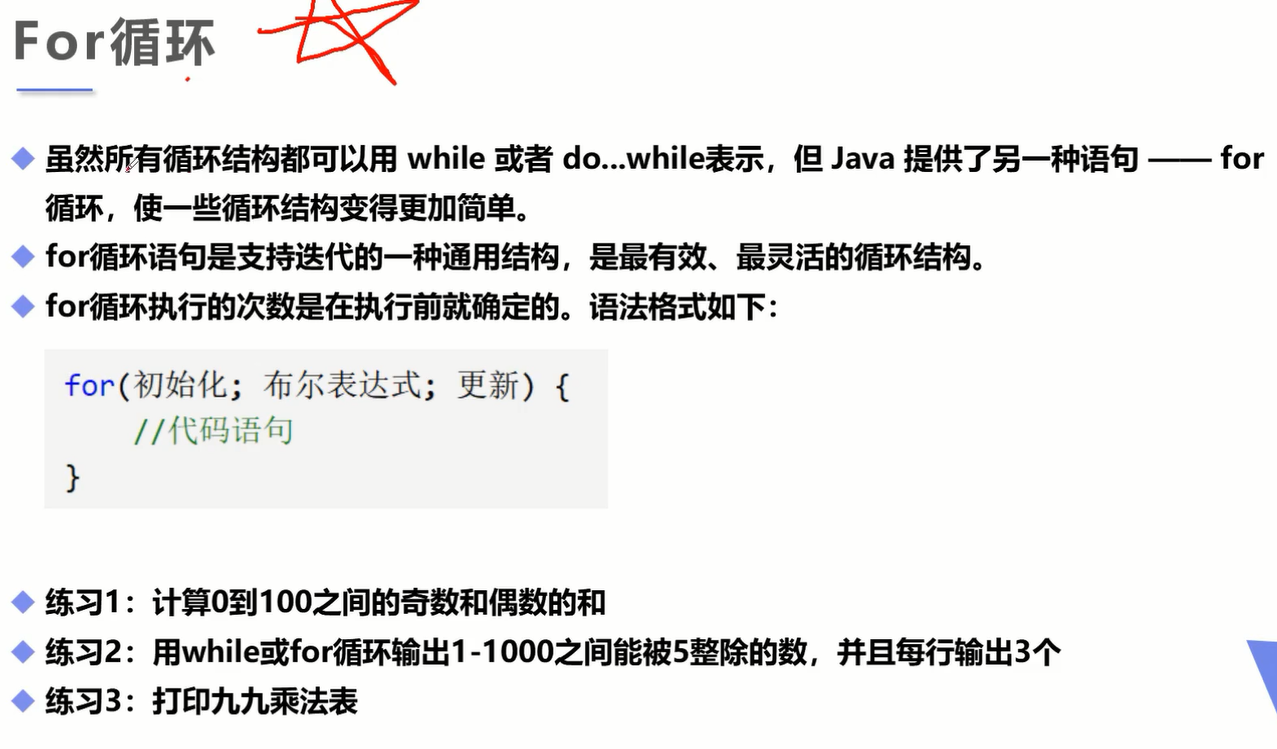 For循环
虽然所有循环结构都可以用 while 或者 do...while表示，但 Java 提供了另一种语句 —— for
循环，使一些循环结构变得更加简单。
for循环语句是支持迭代的一种通用结构，是最有效、最灵活的循环结构。
for循环执行的次数是在执行前就确定的。语法格式如下：
for(初始化; 布尔表达式; 更新) {
//代码语句
}
练习1：计算0到100之间的奇数和偶数的和
练习2：用while或for循环输出1-1000之间能被5整除的数，并且每行输出3个
练习3：打印九九乘法表